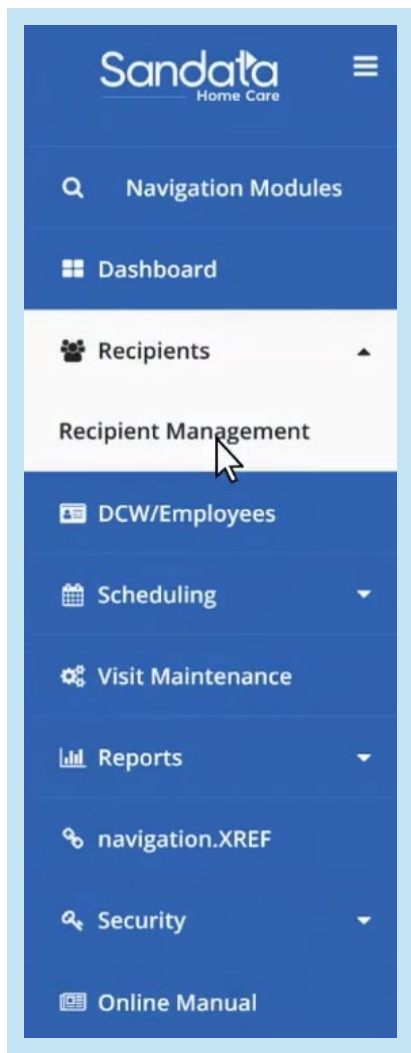 Sandata
Home Care
Navigation Modules
Dashboard
Recipients
Recipient Management
DCW/Employees
Scheduling
Visit Maintenance
Reports
navigation.XREF
Security
Online Manual